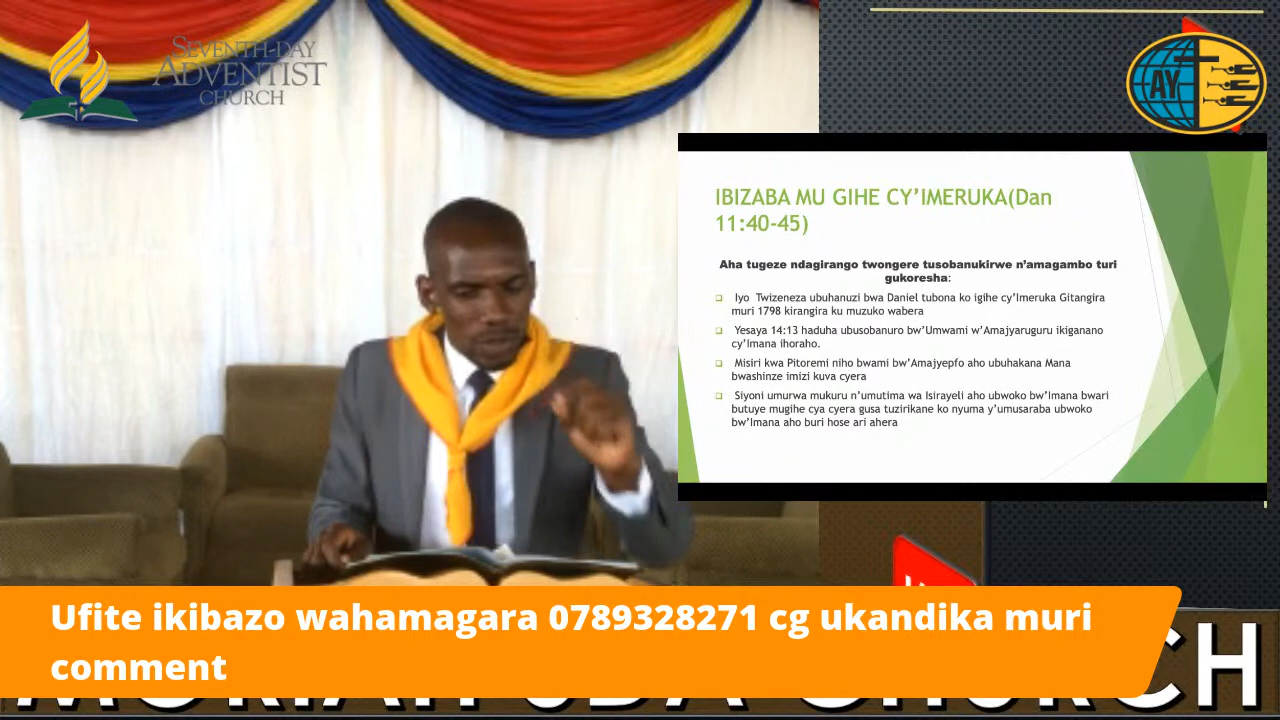 SEVENTH-DAY
ADVENTIST
CHURCH
AY
IBIZABA MU GIHE CY’IMERUKA(Dan
11:40-45)
Aha tugeze ndagirango twongere tusobanukirwe n’amagambo turi
gukoresha:
Iyo Twizeneza ubuhanuzi bwa Daniel tubona ko igihe cy’Imeruka Gitangira
muri 1798 kirangira ku muzuko wabera
Yesaya 14:13 haduha ubusobanuro bw’Umwami w’Amajyaruguru ikiganano
cy’Imana ihoraho.
Misiri kwa Pitoremi niho bwami bw’Amajyepfo aho ubuhakana Mana
bwashinze imizi kuva cyera
Siyoni umurwa mukuru n’umutima wa Isirayeli aho ubwoko bw’Imana bwari
butuye mugihe cya cyera gusa tuzirikane ko nyuma y’umusaraba ubwoko
bw’Imana aho buri hose ari ahera
Ufite ikibazo wahamagara 0789328271 cg ukandika muri
comment